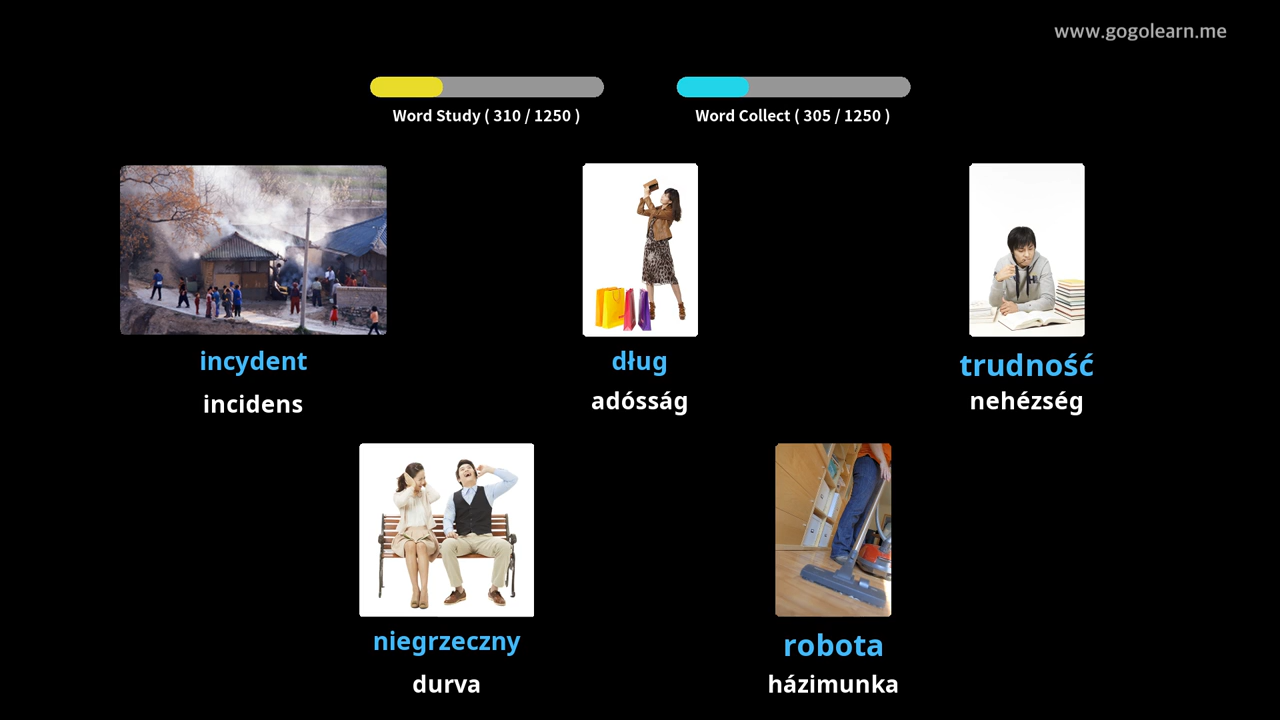 www.gogolearn.me
Word Study ( 310 / 1250 )
Word Collect ( 305 / 1250 )
incydent
incidens
dług
adósság
trudność
nehézség
niegrzeczny
durva
robota
házimunka